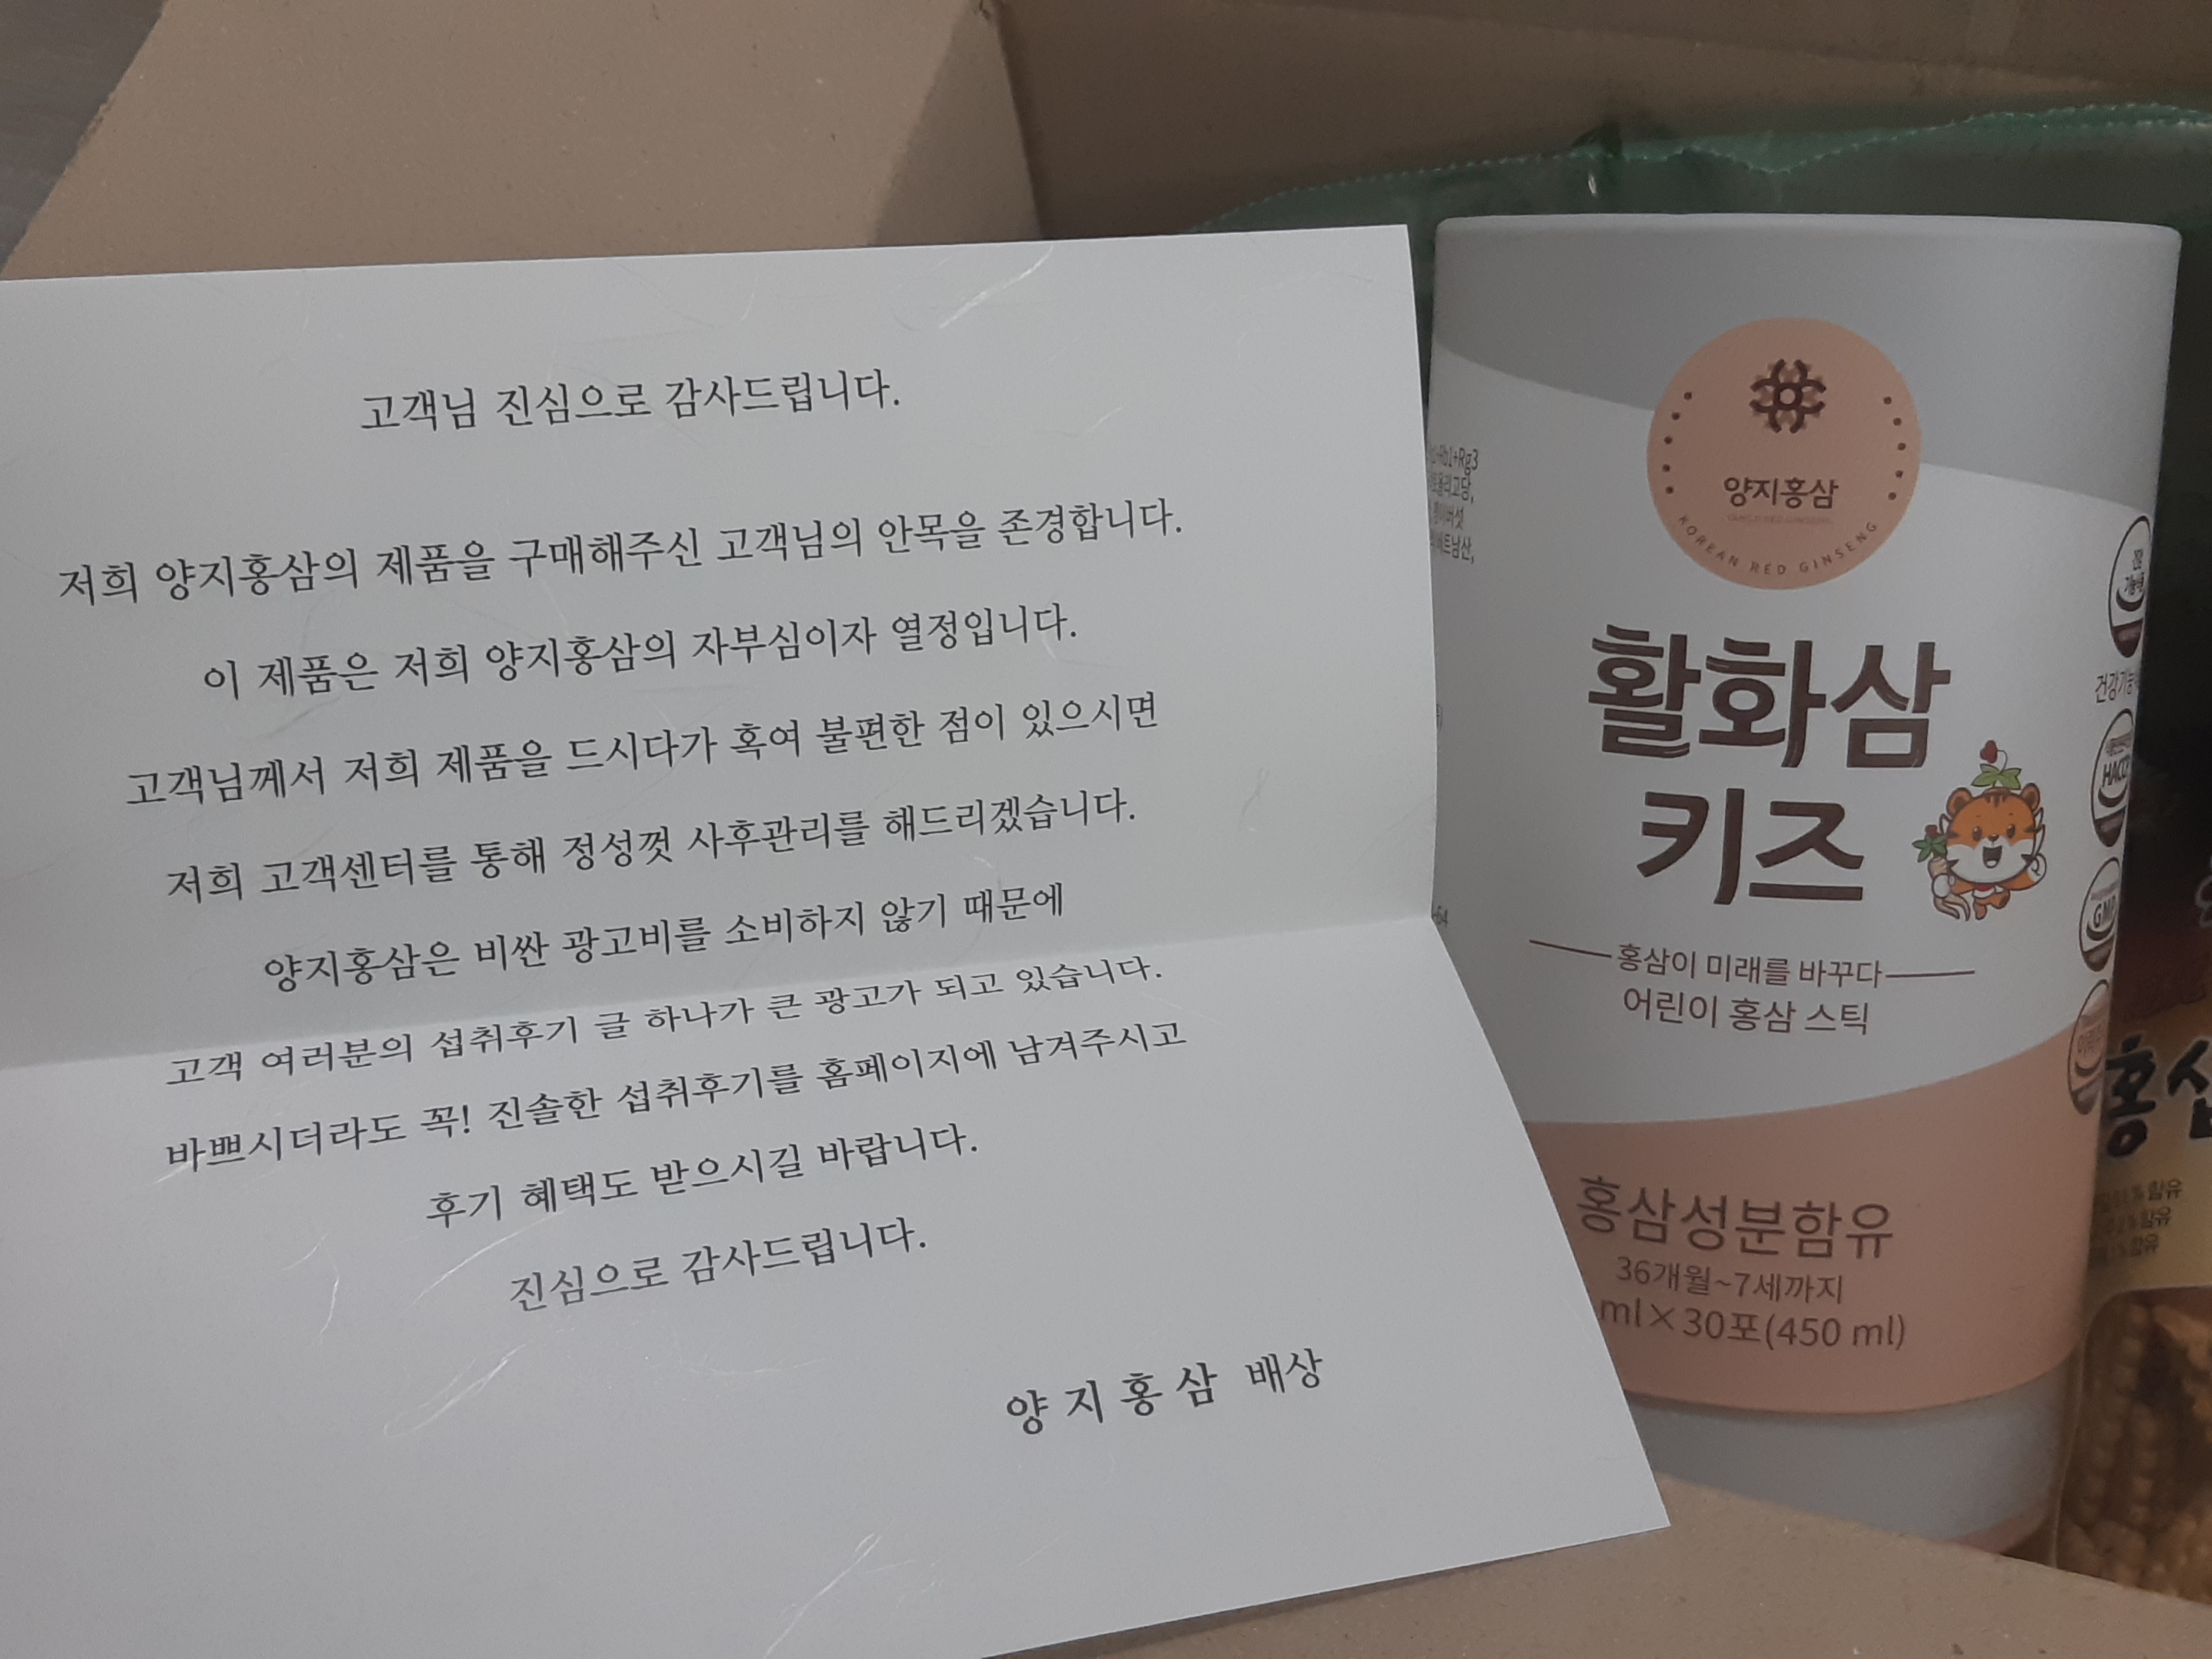 고객님 진심으로 감사드립니다.
저희 양지홍삼의 제품을 구매해주신 고객님의 안목을 존경합니다.
이 제품은 저희 양지홍삼의 자부심이자 열정입니다.
고객님께서 저희 제품을 드시다가 혹여 불편한 점이 있으시면
저희 고객센터를 통해 정성껏 사후관리를 해드리겠습니다.
양지홍삼은 비싼 광고비를 소비하지 않기 때문에
고객 여러분의 섭취후기 글 하나가 큰 광고가 되고 있습니다.
바쁘시더라도 꼭! 진솔한 섭취후기를 홈페이지에 남겨주시고
후기 혜택도 받으시길 바랍니다.
진심으로 감사드립니다.
양지홍삼 배상
양지홍삼
KOREAN RED GINSENG
활화삼
키즈
홍삼이 미래를 바꾸다
어린이 홍삼 스틱
홍삼성분함유
36개월~7세까지
ml×30포(450 ml)
GMP